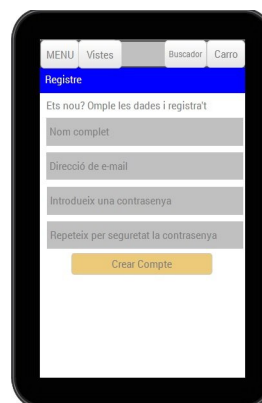 MENU Vistes Buscador Carro
Registre
Ets nou? Omple les dades i registra't
Nom complet
Direcció de e-mail
Introdueix una contrasenya
Repeteix per seguretat la contrasenya
Crear Compte